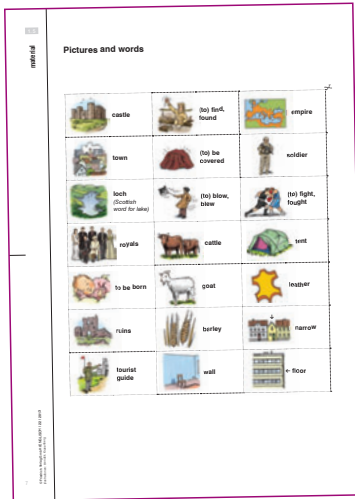 material
Pictures and words
castle
(to) find,
found
empire
town
(to) be
covered
soldier
loch
(Scottish
word for lake)
(to) blow,
blew
(to) fight,
fought
royals
cattle
tent
to be born
goat
leather
ruins
barley
narrow
tourist
guide
wall
floor